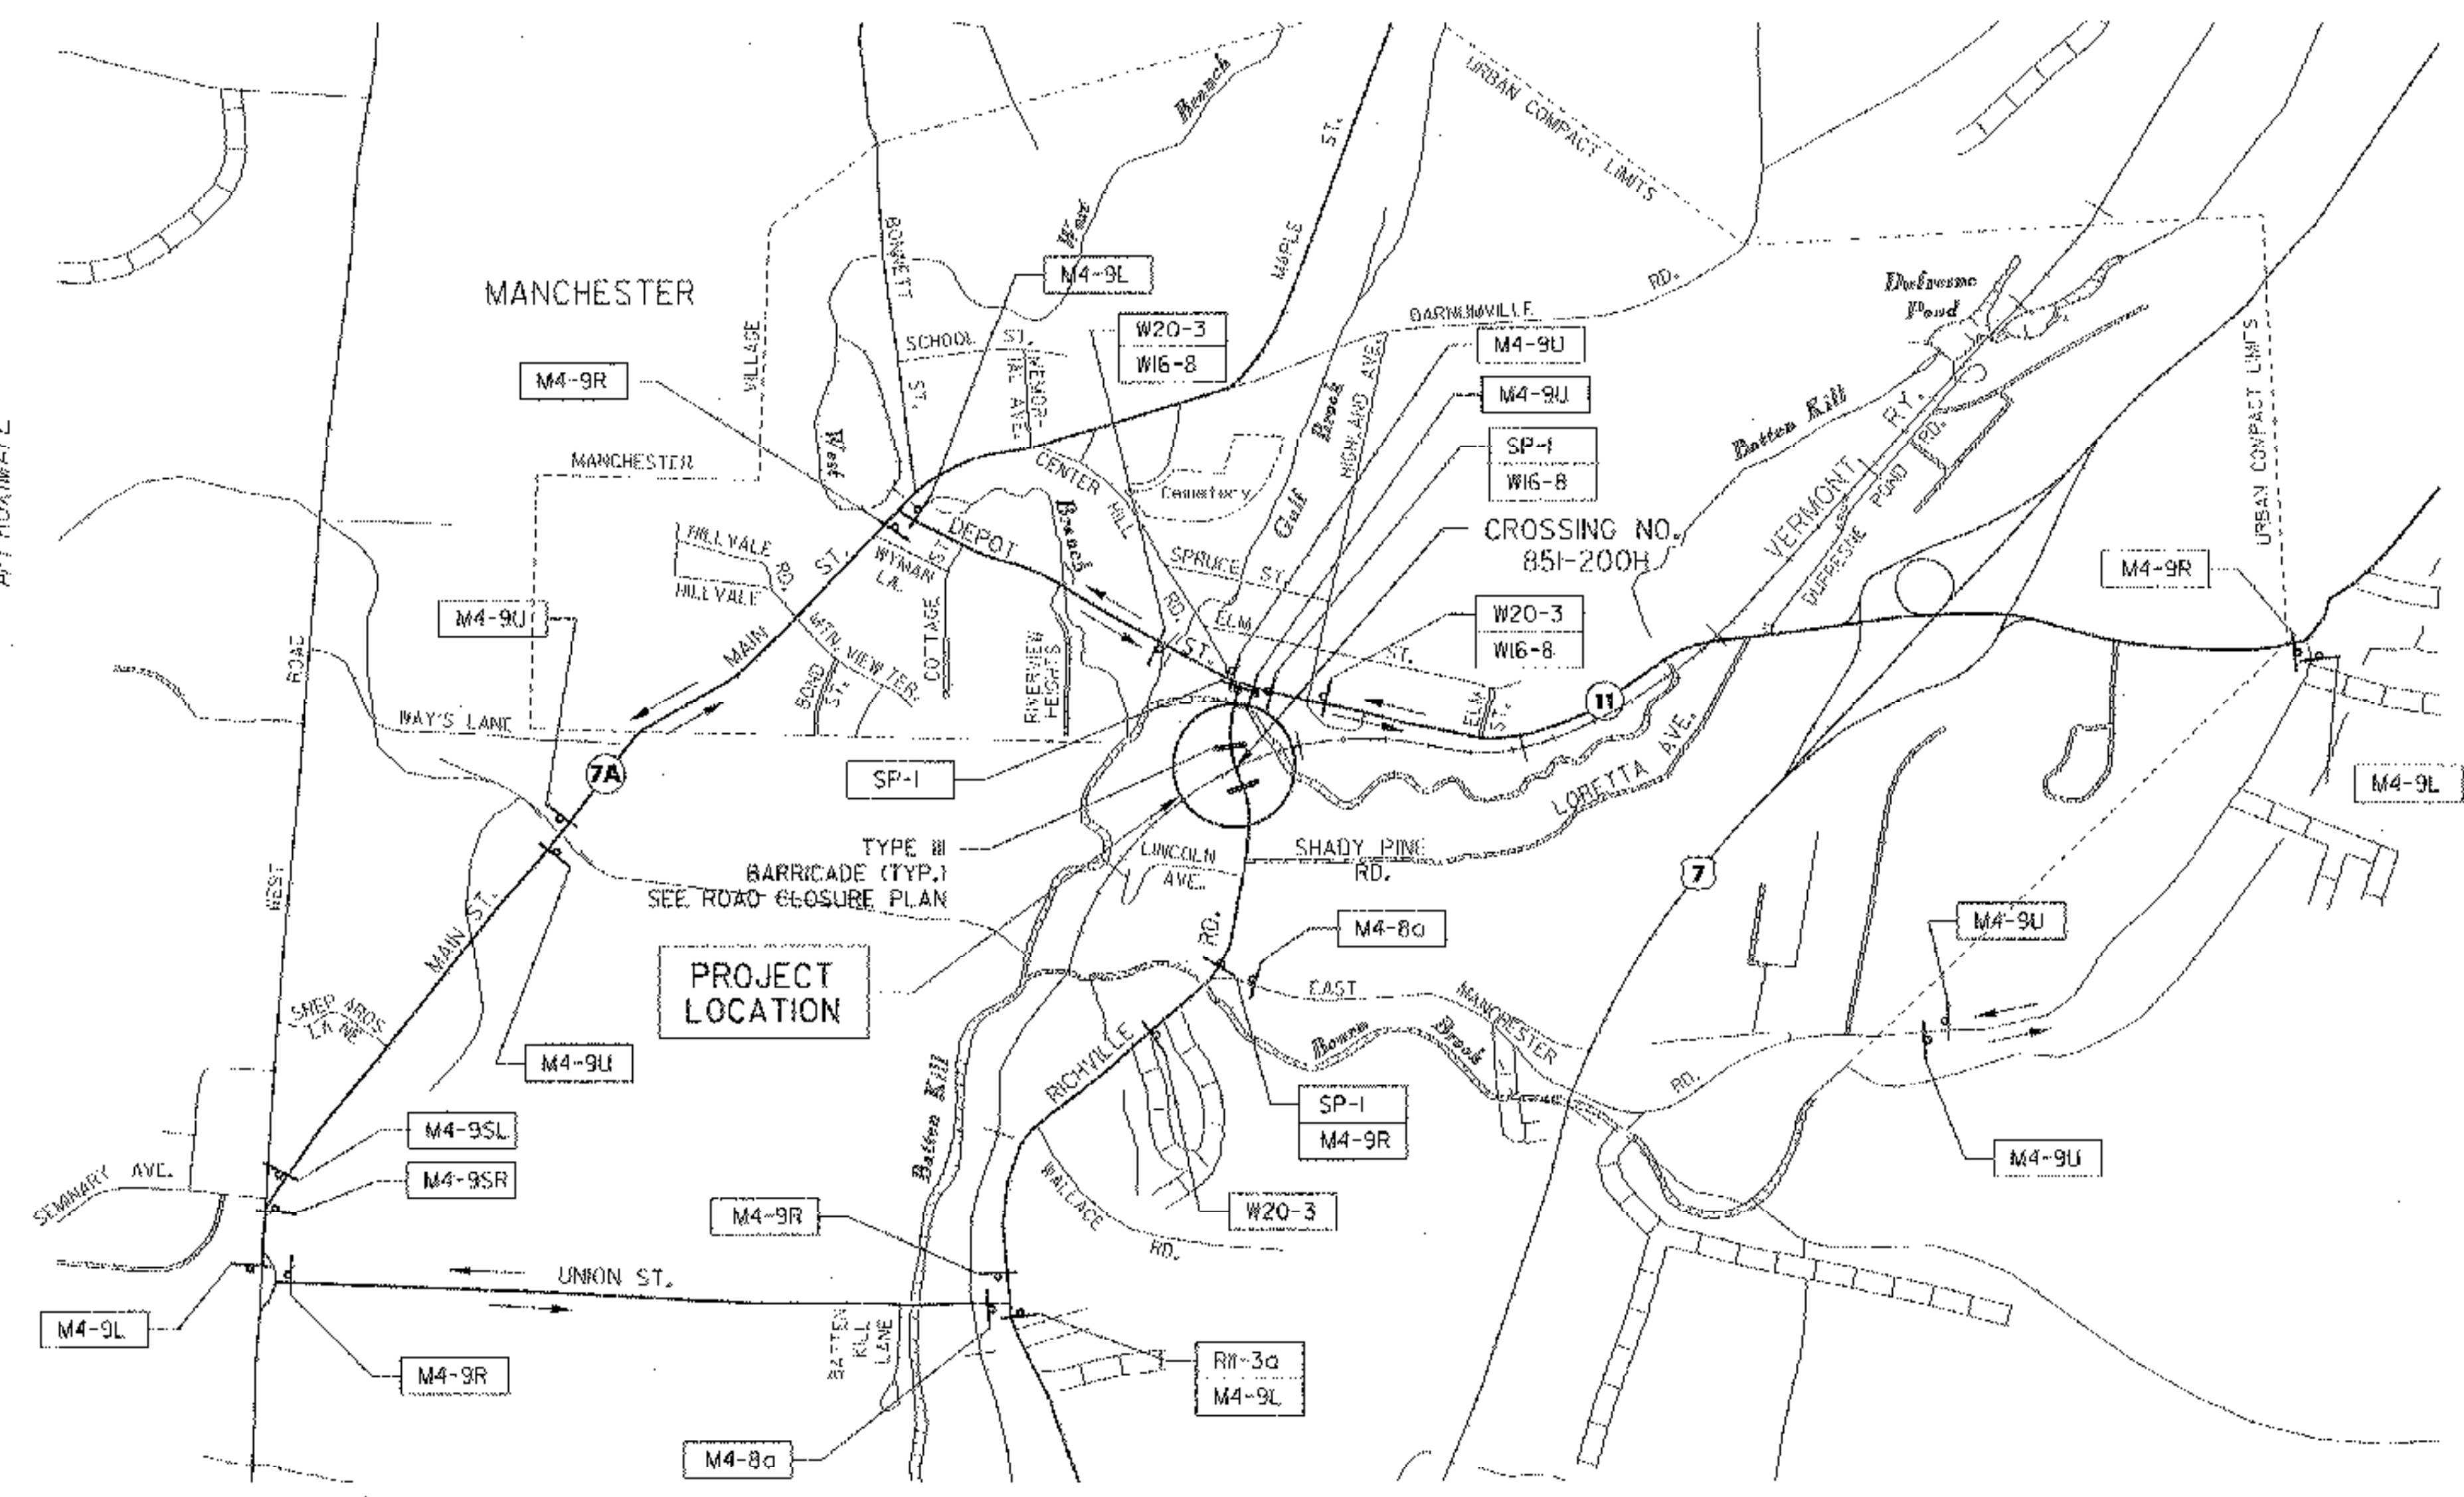 Branch
ST.
URBAN COMPACT LIMITS
West
BONNETT
M4-9L
MAPLE
RD.
Dufresne
Pond
MANCHESTER
W20-3
W16-8
BARNUMVILLE
M4-9U
VILLAGE
SCHOOL ST.
MEMOR-
IAL AVE.
M4-9R
ST.
M4-9U
HIGHLAND AVE.
Brook
Batten Kill
RY.
RD.
URBAN COMPACT LIMITS
West
MANCHESTER
CENTER
HILL
Cemetery
SP-1
W16-8
VERMONT
POND
DUFRESNE
Gulf
Branch
DEPOT
ST.
CROSSING NO.
851-200H
HILLVALE
RD.
HILLVALE
ST.
WYMAN
LA.
SPRUCE ST.
M4-9R
M4-9U
COTTAGE
RD.
ELM
ST.
W20-3
W16-8
ST.
MAIN
MTN. VIEW TER.
BOND
ST.
RIVERVIEW
HEIGHTS
ROAD
WAY'S LANE
ELM
ST.
11
7A
SP-1
LORETTA
AVE.
M4-9L
TYPE III
BARRICADE (TYP.)
SEE ROAD CLOSURE PLAN
LINCOLN
AVE.
SHADY PINE
RD.
7
WEST
MAIN ST.
RD.
M4-8a
M4-9U
PROJECT
LOCATION
EAST
MANCHESTER
RD.
Bourn
Brook
LANE
M4-9U
RICHVILLE
Batten Kill
SP-1
M4-9R
M4-9U
M4-9SL
M4-9SR
AVE.
WALLACE
RD.
M4-9R
W20-3
UNION ST.
M4-9L
BATTEN
KILL
LANE
M4-9R
R11-3a
M4-9L
M4-8a